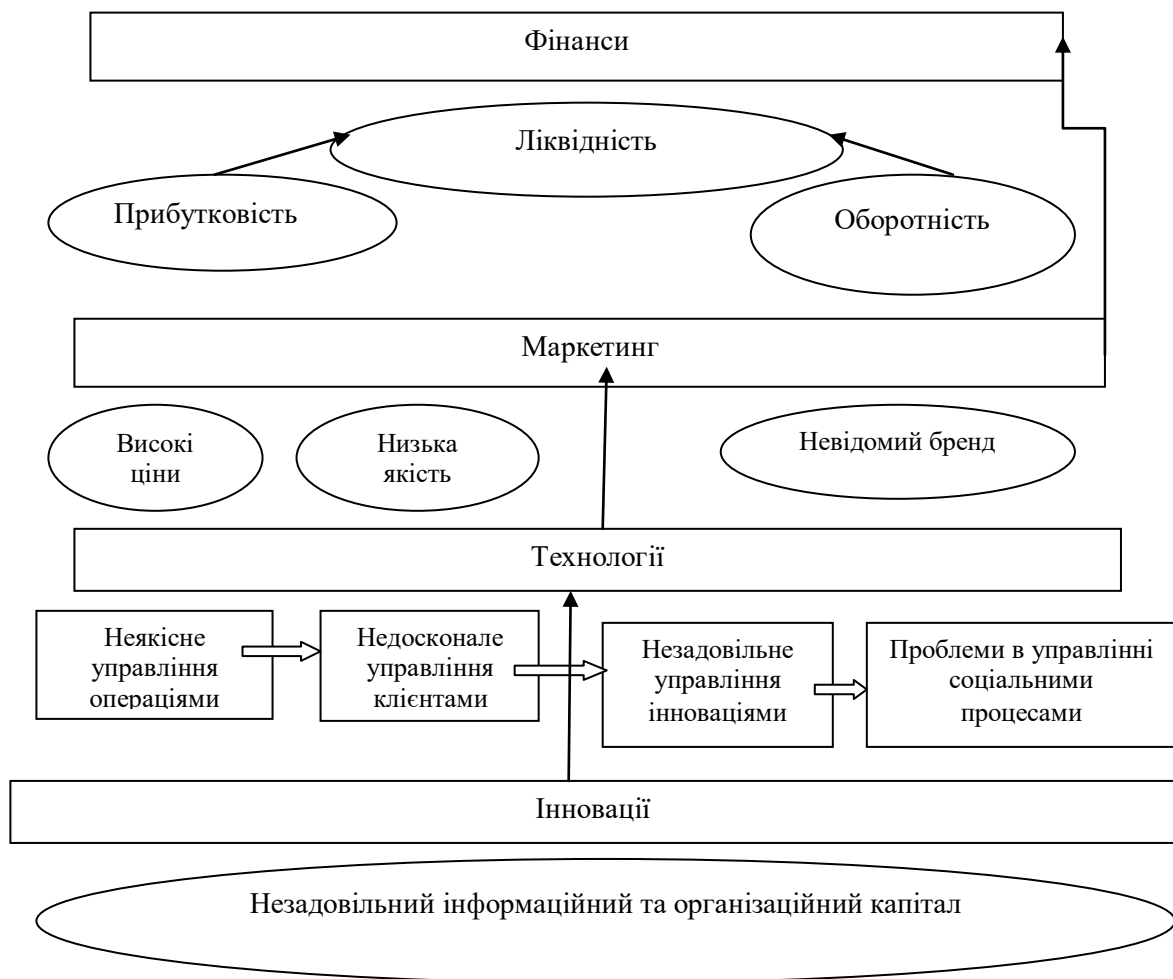 Фінанси
Ліквідність
Прибутковість
Оборотність
Маркетинг
Високі
ціни
Низька
якість
Невідомий бренд
Технології
Неякісне
управління
операціями
Недосконале
управління
клієнтами
Незадовільне
управління
інноваціями
Проблеми в управлінні
соціальними
процесами
Інновації
Незадовільний інформаційний та організаційний капітал